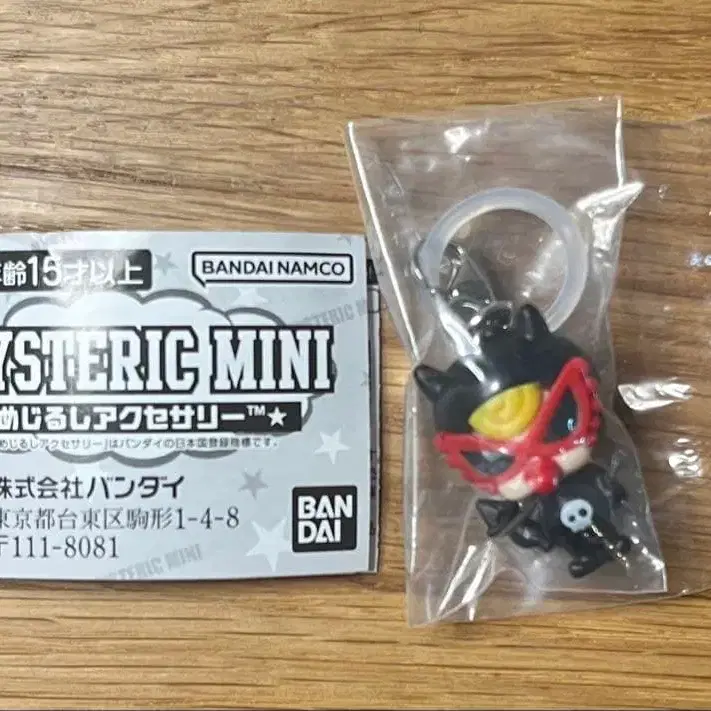 齢15才以上
BANDAI NAMCO
YSTERIC MINI
めじるしアクセサリー™★
めじるしアクセサリー」はバンダイの日本国登録商標です。
株式会社バンダイ
東京都台東区駒形1-4-8
〒111-8081
BAN
DAI
YSTERIC MINI